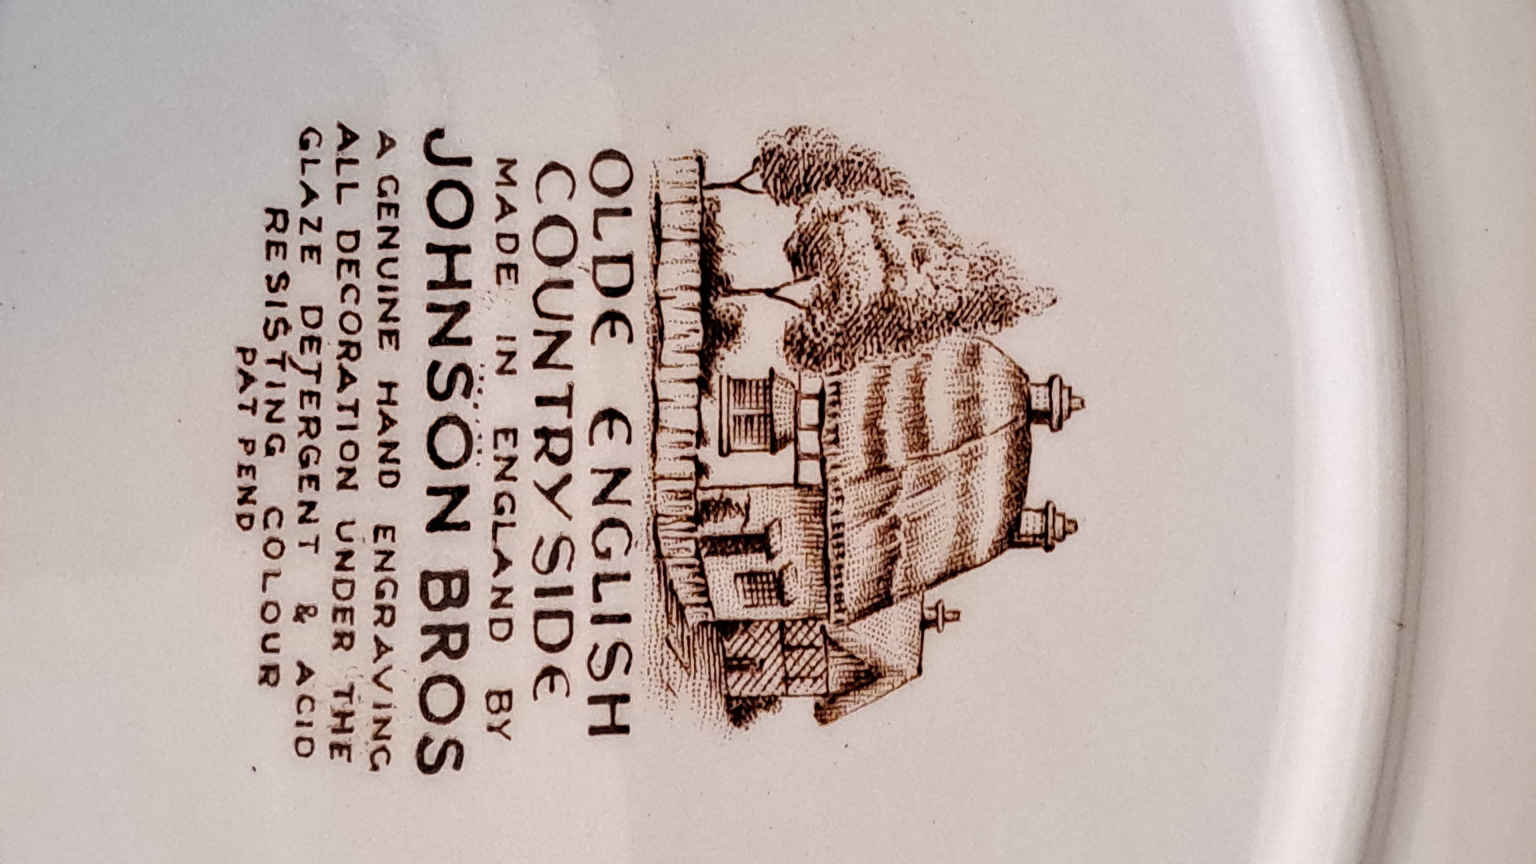 OLDE ENGLISH
COUNTRYSIDE
MADE IN ENGLAND BY
JOHNSON BROS
A GENUINE HAND ENGRAVING
ALL DECORATION UNDER THE
GLAZE DETERGENT & ACID
RESISTING COLOUR
PAT PEND